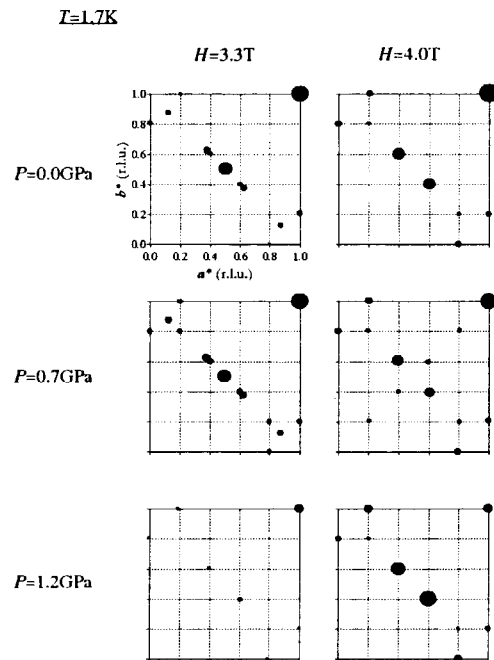 T=1.7K
H=3.3T
H=4.0T
P=0.0GPa
b* (r.l.u.)
1.0
0.8
0.6
0.4
0.2
0.0
0.0 0.2 0.4 0.6 0.8 1.0
a* (r.l.u.)
P=0.7GPa
P=1.2GPa